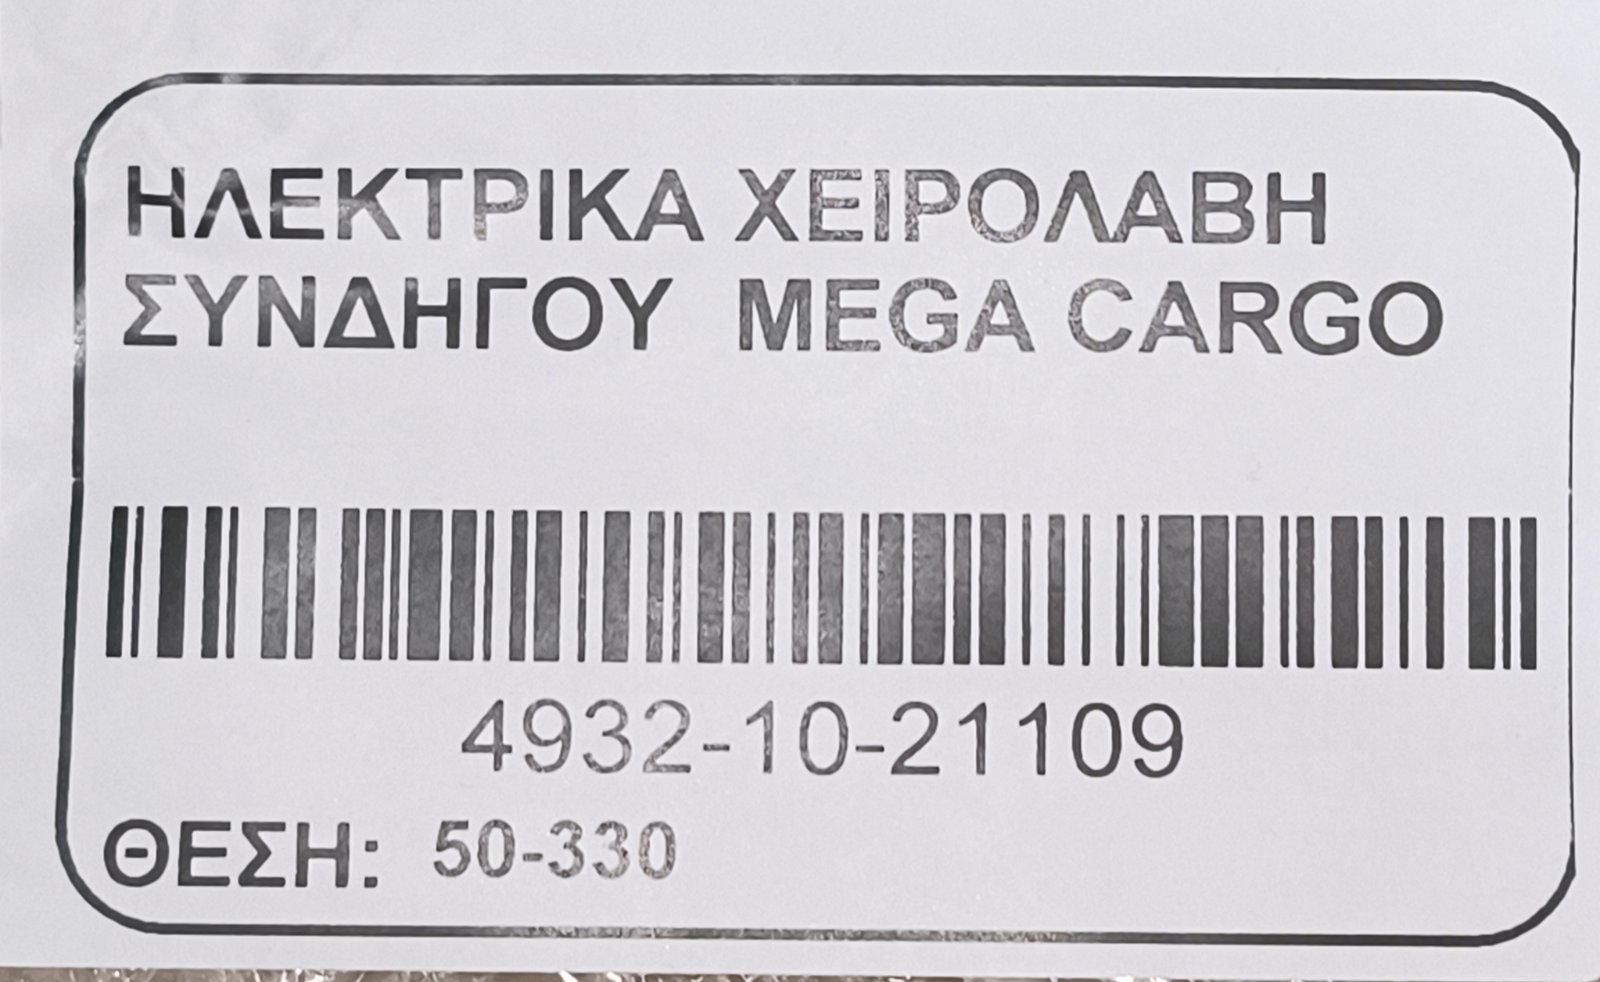 ΗΛΕΚΤΡΙΚΑ ΧΕΙΡΟΛΑΒΗ
ΣΥΝΔΗΓΟΥ MEGA CARGO
4932-10-21109
ΘΕΣΗ: 50-330